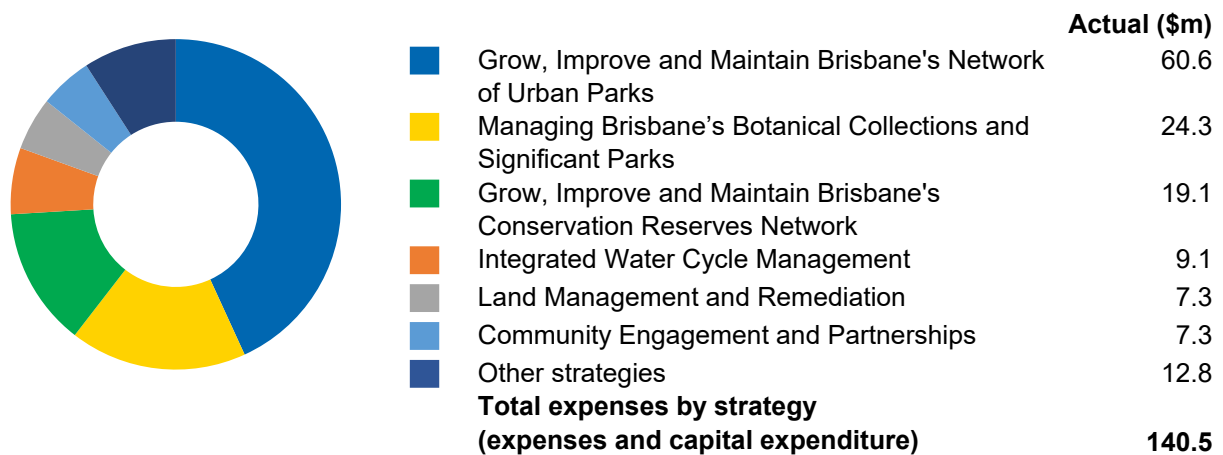 Actual ($m)
Grow, Improve and Maintain Brisbane's Network 60.6
of Urban Parks
Managing Brisbane’s Botanical Collections and 24.3
Significant Parks
Grow, Improve and Maintain Brisbane's 19.1
Conservation Reserves Network
Integrated Water Cycle Management 9.1
Land Management and Remediation 7.3
Community Engagement and Partnerships 7.3
Other strategies 12.8
Total expenses by strategy
(expenses and capital expenditure) 140.5